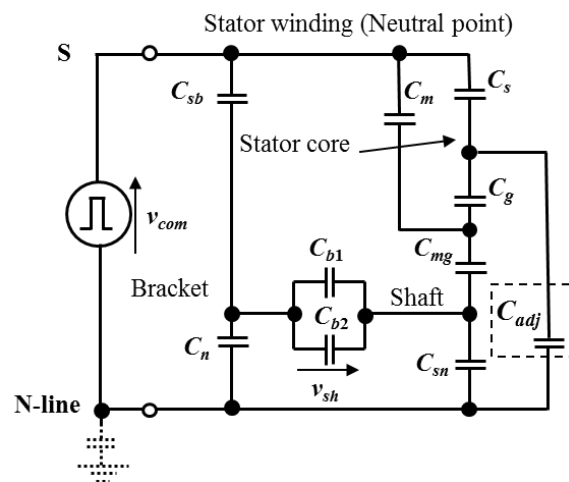 Stator winding (Neutral point)
S
C_sb
C_m
C_s
Stator core
C_g
v_com
C_b1
C_mg
Bracket
C_b2
Shaft
C_adj
C_n
C_sn
v_sh
N-line